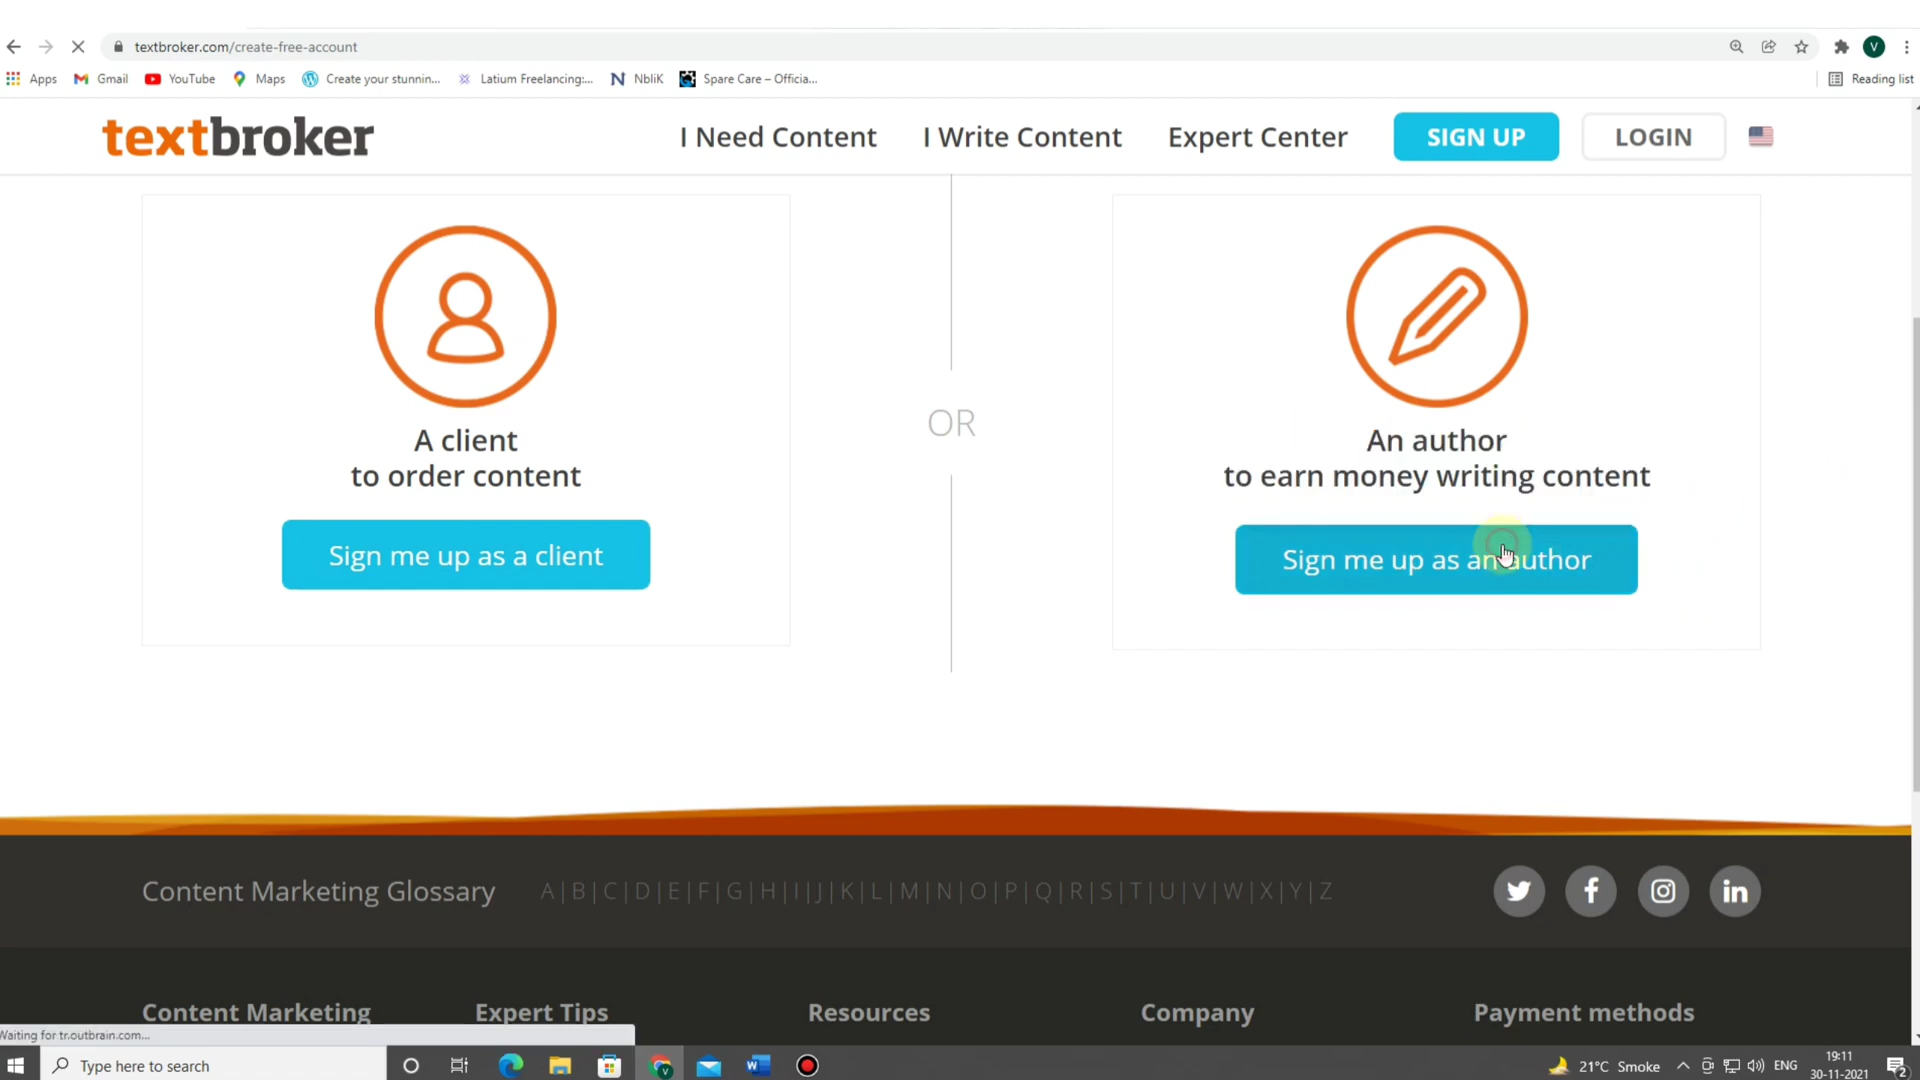 textbroker.com/create-free-account
Apps
Gmail
YouTube
Maps
Create your stunnin...
Latium Freelancing:...
NbliK
Spare Care – Officia...
Reading list
V
textbroker
I Need Content
I Write Content
Expert Center
SIGN UP
LOGIN
A client
to order content
Sign me up as a client
OR
An author
to earn money writing content
Sign me up as an author
Content Marketing Glossary
A|B|C|D|E|F|G|H|I|J|K|L|M|N|O|P|Q|R|S|T|U|V|W|X|Y|Z
Content Marketing
Expert Tips
Resources
Company
Payment methods
Waiting for tr.outbrain.com...
Type here to search
21°C Smoke
ENG
19:11
30-11-2021
2